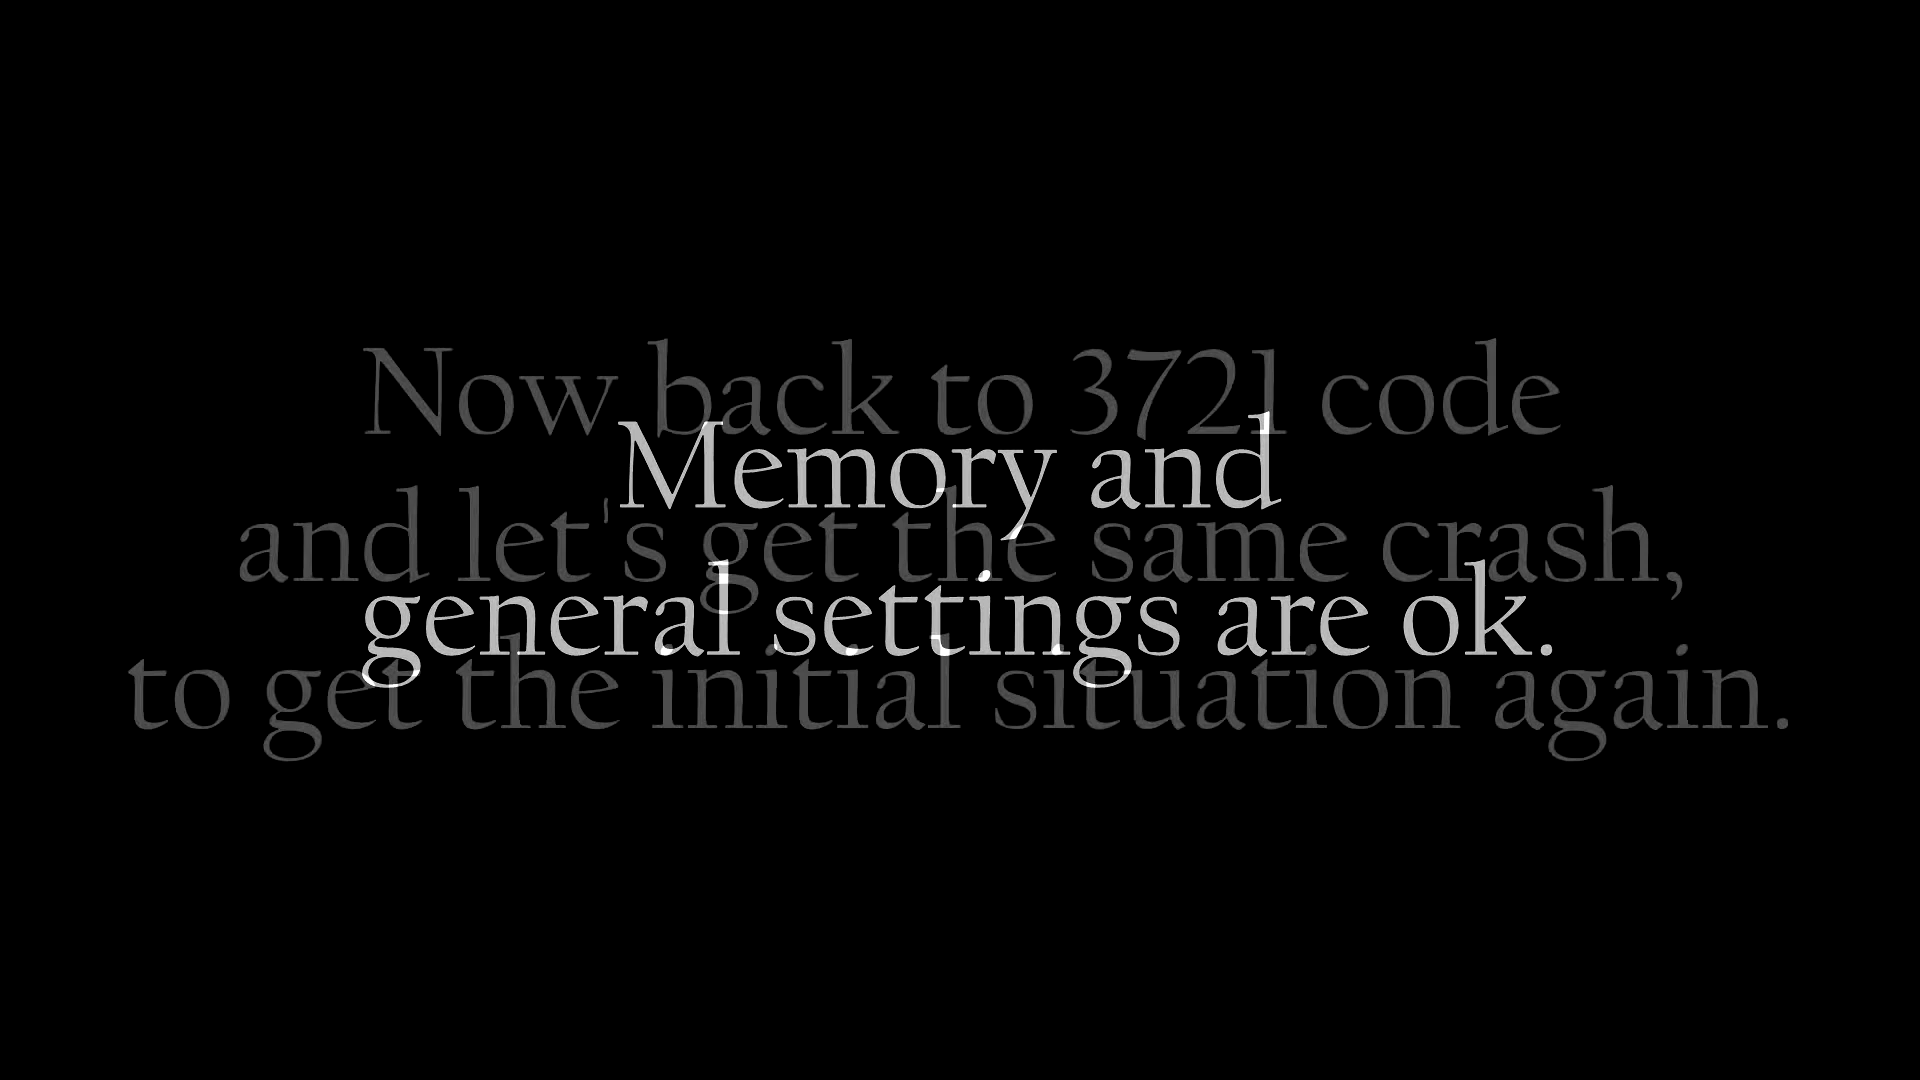 Now back to 3721 code
and let's get the same crash,
to get the initial situation again.
Memory and
general settings are ok.